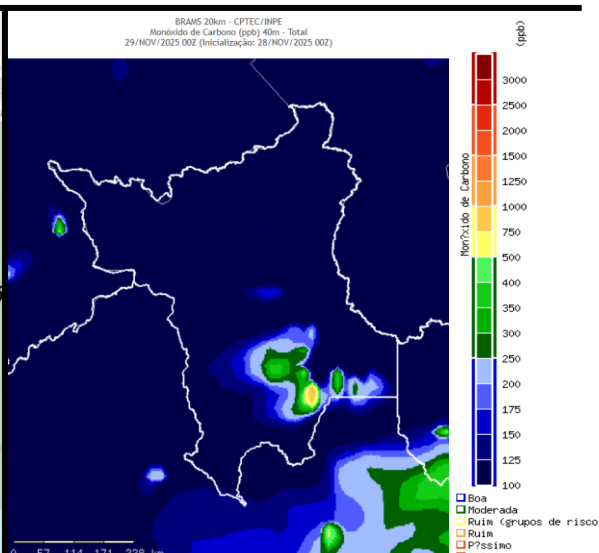 BRAMS 20km - CPTEC/INPE
Monóxido de Carbono (ppb) 40m - Total
29/NOV/2025 00Z (Inicialização: 28/NOV/2025 00Z)
(ppb)
Mon?xido de Carbono
3000
2500
2000
1500
1250
1000
750
500
400
350
300
250
200
175
150
125
100
Boa
Moderada
Ruim (grupos de risco
Ruim
P?ssimo
0 57 114 171 228 km